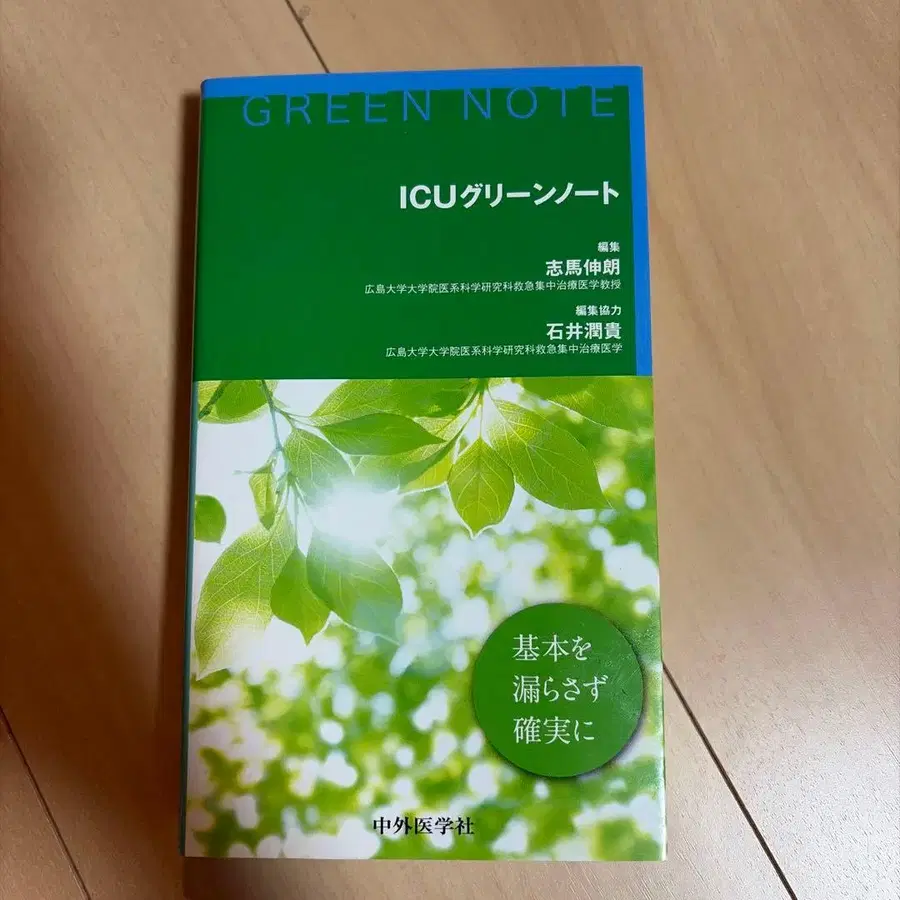 GREEN NOTE
ICUグリーンノート
編集
志馬伸朗
広島大学大学院医系科学研究科救急集中治療医学教授
編集協力
石井潤貴
広島大学大学院医系科学研究科救急集中治療医学
基本を
漏らさず
確実に
中外医学社